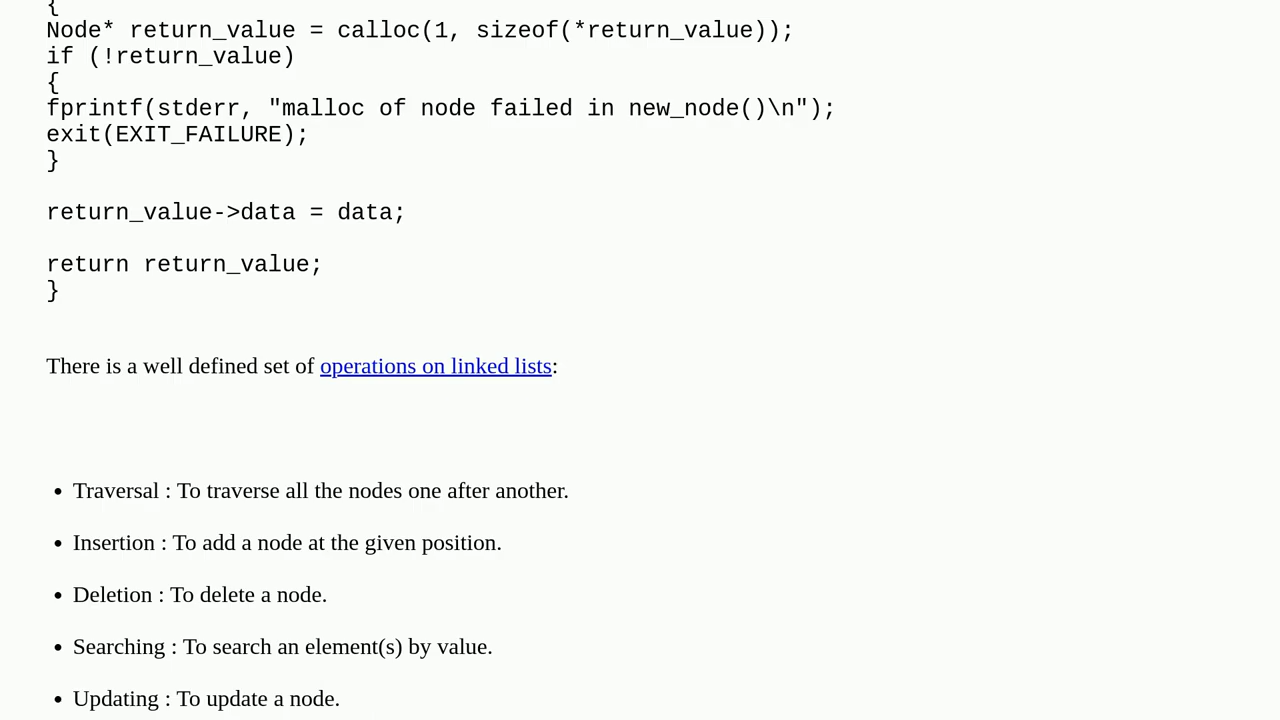 {
Node* return_value = calloc(1, sizeof(*return_value));
if (!return_value)
{
fprintf(stderr, "malloc of node failed in new_node()\n");
exit(EXIT_FAILURE);
}
return_value->data = data;
return return_value;
}
There is a well defined set of operations on linked lists:
• Traversal : To traverse all the nodes one after another.
• Insertion : To add a node at the given position.
• Deletion : To delete a node.
• Searching : To search an element(s) by value.
• Updating : To update a node.